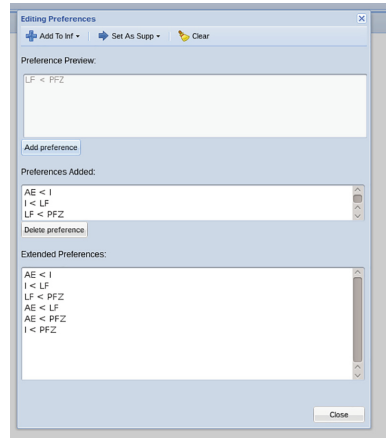 Editing Preferences
Add To Inf
Set As Supp
Clear
Preference Preview:
LF < PFZ
Add preference
Preferences Added:
AE < I
I < LF
LF < PFZ
Delete preference
Extended Preferences:
AE < I
I < LF
LF < PFZ
AE < LF
AE < PFZ
I < PFZ
Close